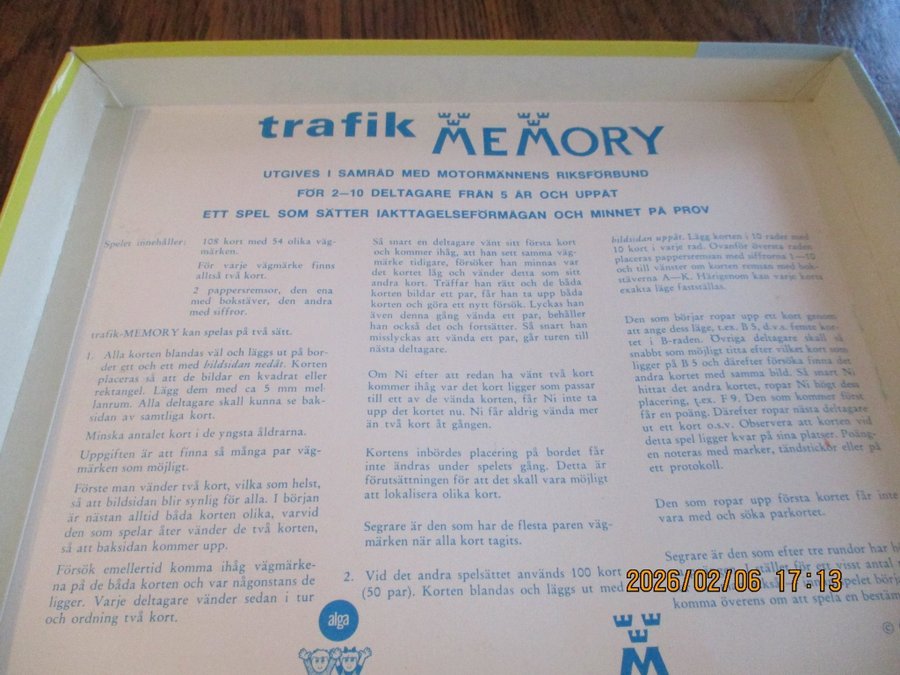 trafik MEMORY
UTGIVES I SAMRÅD MED MOTORMÄNNENS RIKSFÖRBUND
FÖR 2—10 DELTAGARE FRÅN 5 ÅR OCH UPPÅT
ETT SPEL SOM SÄTTER IAKTTAGELSEFÖRMÅGAN OCH MINNET PÅ PROV
Spelet innehåller: 108 kort med 54 olika väg-
märken.
För varje vägmärke finns
alltså två kort.
2 pappersremsor, den ena
med bokstäver, den andra
med siffror.
trafik-MEMORY kan spelas på två sätt.
1. Alla korten blandas väl och läggs ut på bor-
det ett och ett med bildsidan nedåt. Korten
placeras så att de bildar en kvadrat eller
rektangel. Lägg dem med ca 5 mm mel-
lanrum. Alla deltagare skall kunna se bak-
sidan av samtliga kort.
Minska antalet kort i de yngsta åldrarna.
Uppgiften är att finna så många par väg-
märken som möjligt.
Förste man vänder två kort, vilka som helst,
så att bildsidan blir synlig för alla. I början
är nästan alltid båda korten olika, varvid
den som spelar åter vänder de två korten,
så att baksidan kommer upp.
Försök emellertid komma ihåg vägmärke-
na på de båda korten och var någonstans de
ligger. Varje deltagare vänder sedan i tur
och ordning två kort.
Så snart en deltagare vänt sitt första kort
och kommer ihåg, att han sett samma väg-
märke tidigare, försöker han minnas var
det kortet låg och vänder detta som sitt
andra kort. Träffar han rätt och de båda
korten bildar ett par, får han ta upp båda
korten och göra ett nytt försök. Lyckas han
även denna gång vända ett par, behåller
han också det och fortsätter. Så snart han
misslyckas att vända ett par, går turen till
nästa deltagare.
Om Ni efter att redan ha vänt två kort
kommer ihåg var det kort ligger som passar
till ett av de vända korten, får Ni inte ta
upp det kortet nu. Ni får aldrig vända mer
än två kort åt gången.
Kortens inbördes placering på bordet får
inte ändras under spelets gång. Detta är
förutsättningen för att det skall vara möjligt
att lokalisera olika kort.
Segrare är den som har de flesta paren väg-
märken när alla kort tagits.
2. Vid det andra spelsättet används 100 kort
(50 par). Korten blandas och läggs ut med
bildsidan uppåt. Lägg korten i 10 rader med
10 kort i varje rad. Ovanför översta raden
placeras pappersremsan med siffrorna 1—10
och till vänster om korten remsan med bok-
stäverna A—K. Härigenom kan varje korts
exakta läge fastställas.
Den som börjar ropar upp ett kort genom
att ange dess läge, t.ex. B 5, d.v.s. femte kor-
tet i B-raden. Övriga deltagare skall så
snabbt som möjligt titta efter vilket kort som
ligger på B 5 och därefter försöka finna det
andra kortet med samma bild. Så snart Ni
hittat det andra kortet, ropar Ni högt dess
placering, t.ex. F 9. Den som kommer först
får en poäng. Därefter ropar nästa deltagare
ut ett kort o.s.v. Observera att korten vid
detta spel ligger kvar på sina platser. Poäng-
en noteras med marker, tändstickor eller på
ett protokoll.
Den som ropar upp första kortet får inte
vara med och söka parkortet.
Segrare är den som efter tre rundor har
I stället för ett visst antal
spelet börj
komma överens om att spela en bestäm
©
alga
M
2026/02/06 17:13